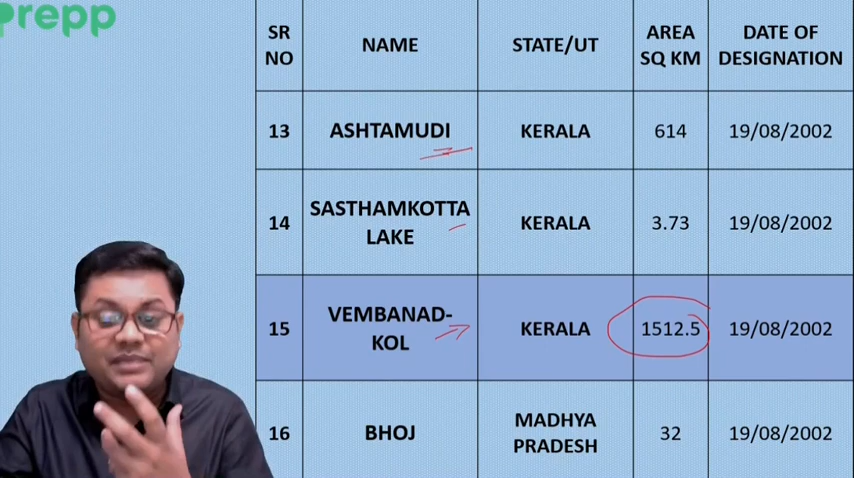 Prepp
SR NO NAME STATE/UT AREA SQ KM DATE OF DESIGNATION
13 ASHTAMUDI KERALA 614 19/08/2002
14 SASTHAMKOTTA LAKE KERALA 3.73 19/08/2002
15 VEMBANAD-KOL KERALA 1512.5 19/08/2002
16 BHOJ MADHYA PRADESH 32 19/08/2002